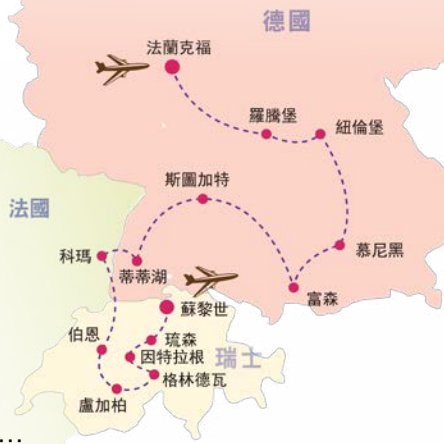 德國
法蘭克福
羅騰堡
紐倫堡
斯圖加特
法國
慕尼黑
科瑪
蒂蒂湖
富森
蘇黎世
伯恩
琉森
瑞士
因特拉根
格林德瓦
盧加柏
...